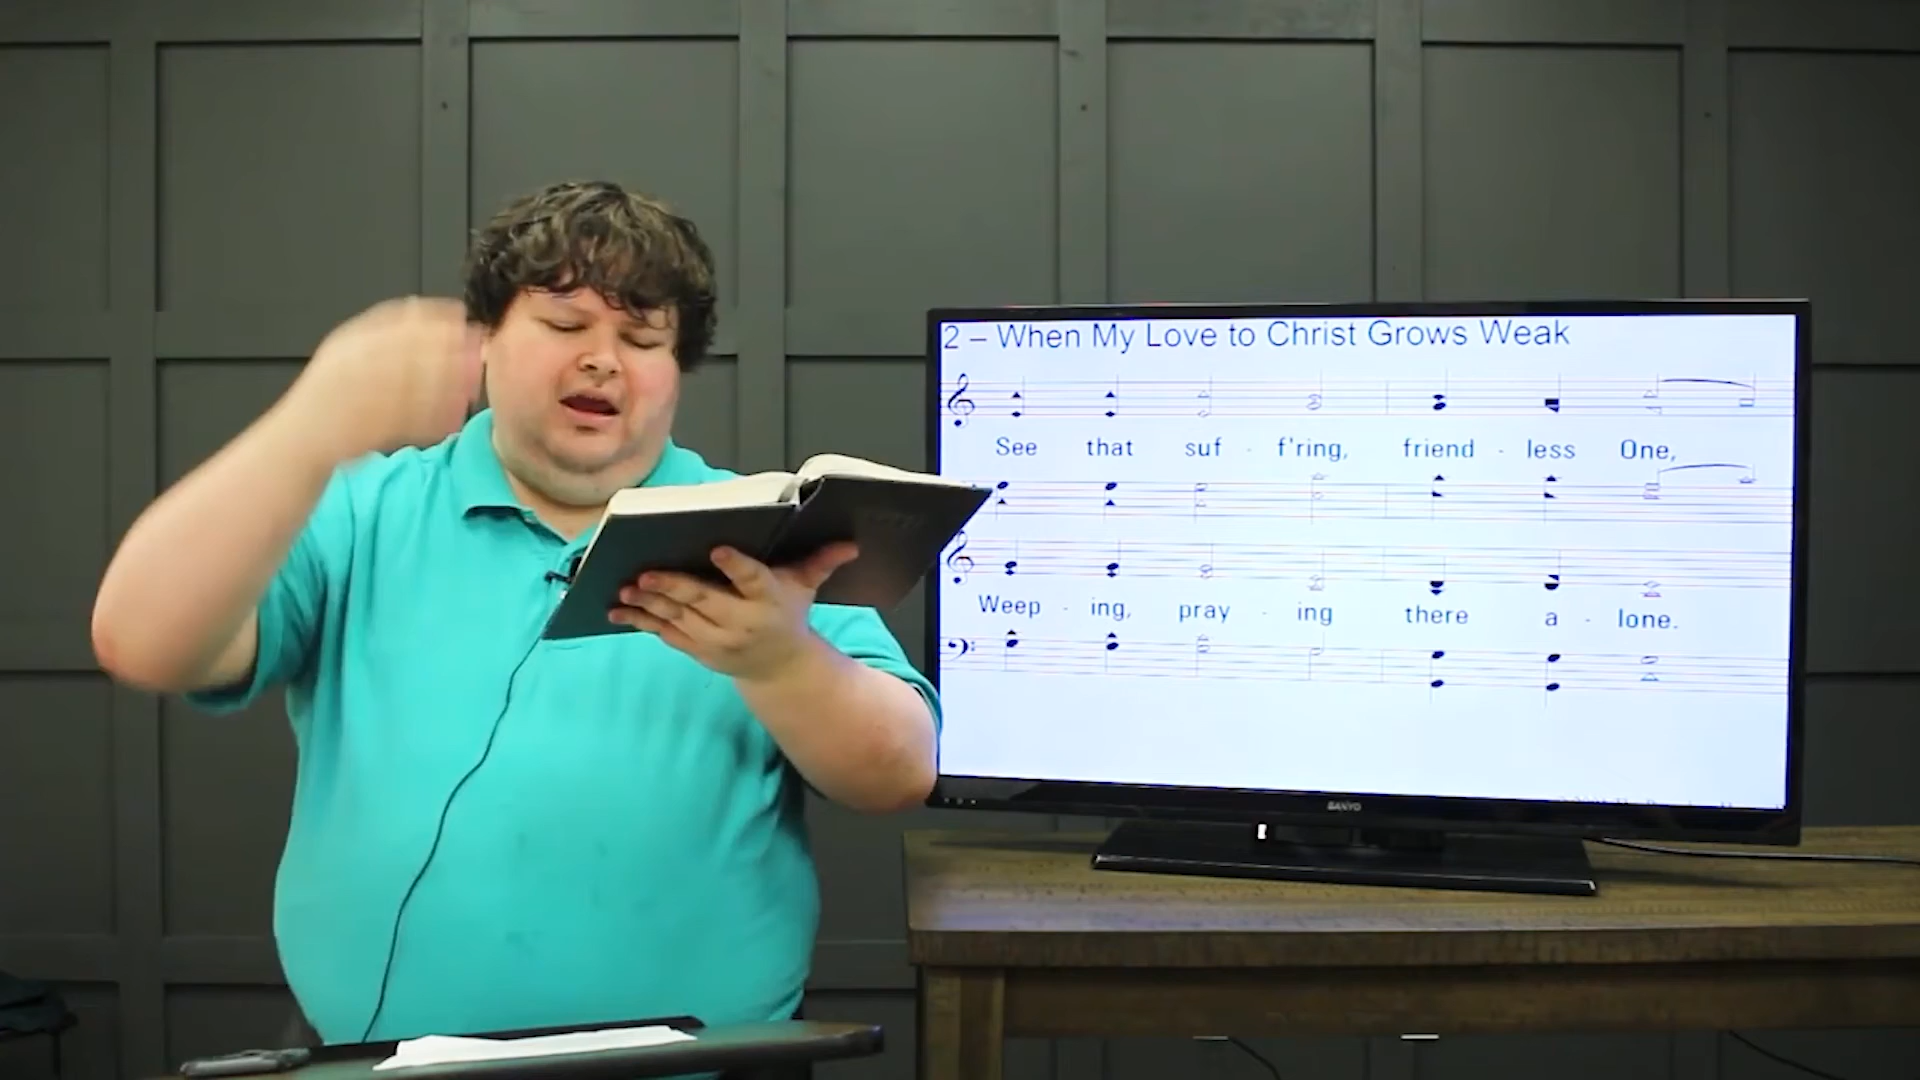 2 – When My Love to Christ Grows Weak
See that suf - f'ring, friend - less One,
Weep - ing, pray - ing there a - lone.
SANYO